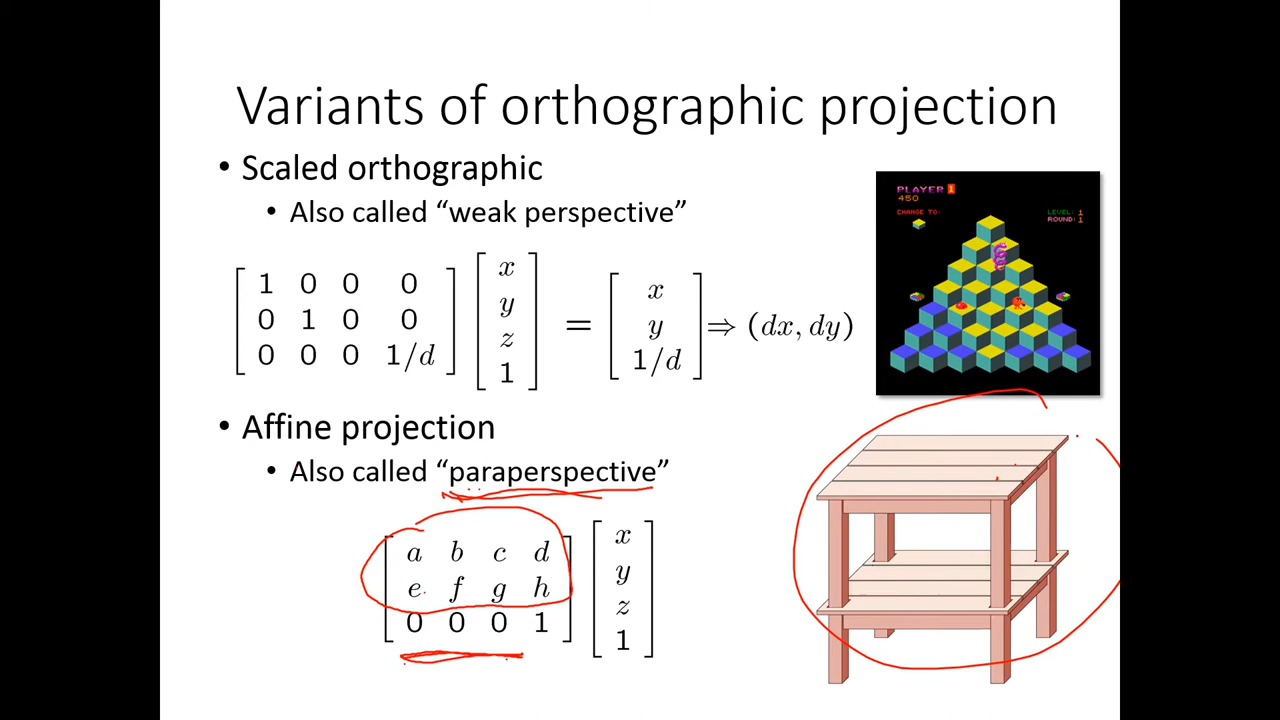 Variants of orthographic projection
• Scaled orthographic
• Also called “weak perspective”
[ 1 0 0 0 ] [ x ] [ x ]
[ 0 1 0 0 ] [ y ] = [ y ] ⇒ (dx, dy)
[ 0 0 0 1/d ] [ z ] [ 1/d ]
[ 1 ]
PLAYER 1
450
CHANGE TO:
LEVEL: 1
ROUND: 1
• Affine projection
• Also called “paraperspective”
[ a b c d ] [ x ]
[ e f g h ] [ y ]
[ 0 0 0 1 ] [ z ]
[ 1 ]